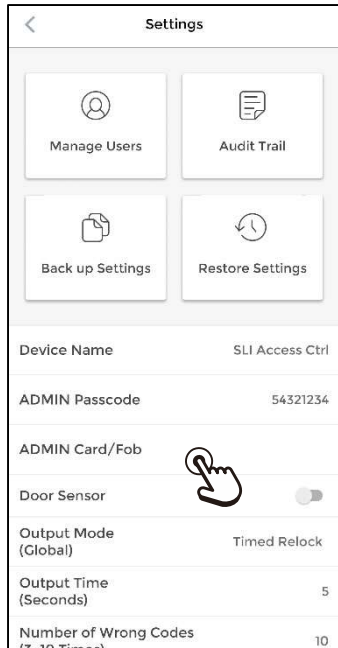 Settings
Manage Users
Audit Trail
Back up Settings
Restore Settings
Device Name
SLI Access Ctrl
ADMIN Passcode
54321234
ADMIN Card/Fob
Door Sensor
Output Mode
(Global)
Timed Relock
Output Time
(Seconds)
5
Number of Wrong Codes
10